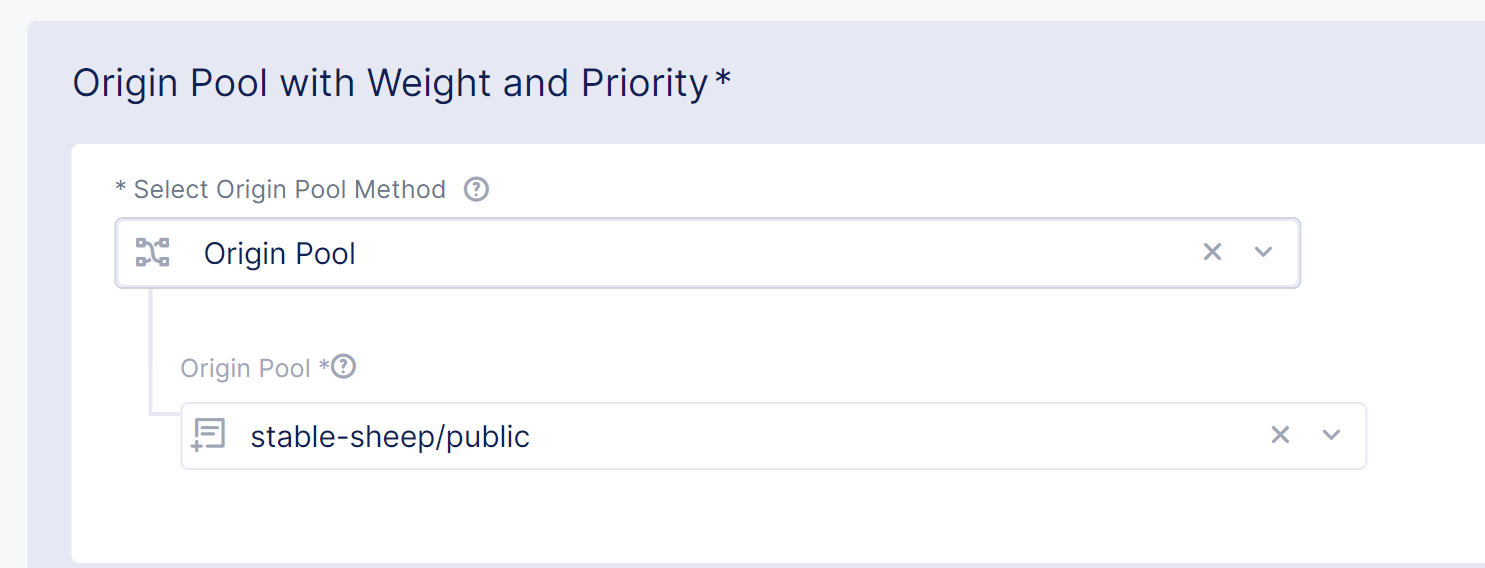 Origin Pool with Weight and Priority*
* Select Origin Pool Method
Origin Pool
Origin Pool *
stable-sheep/public